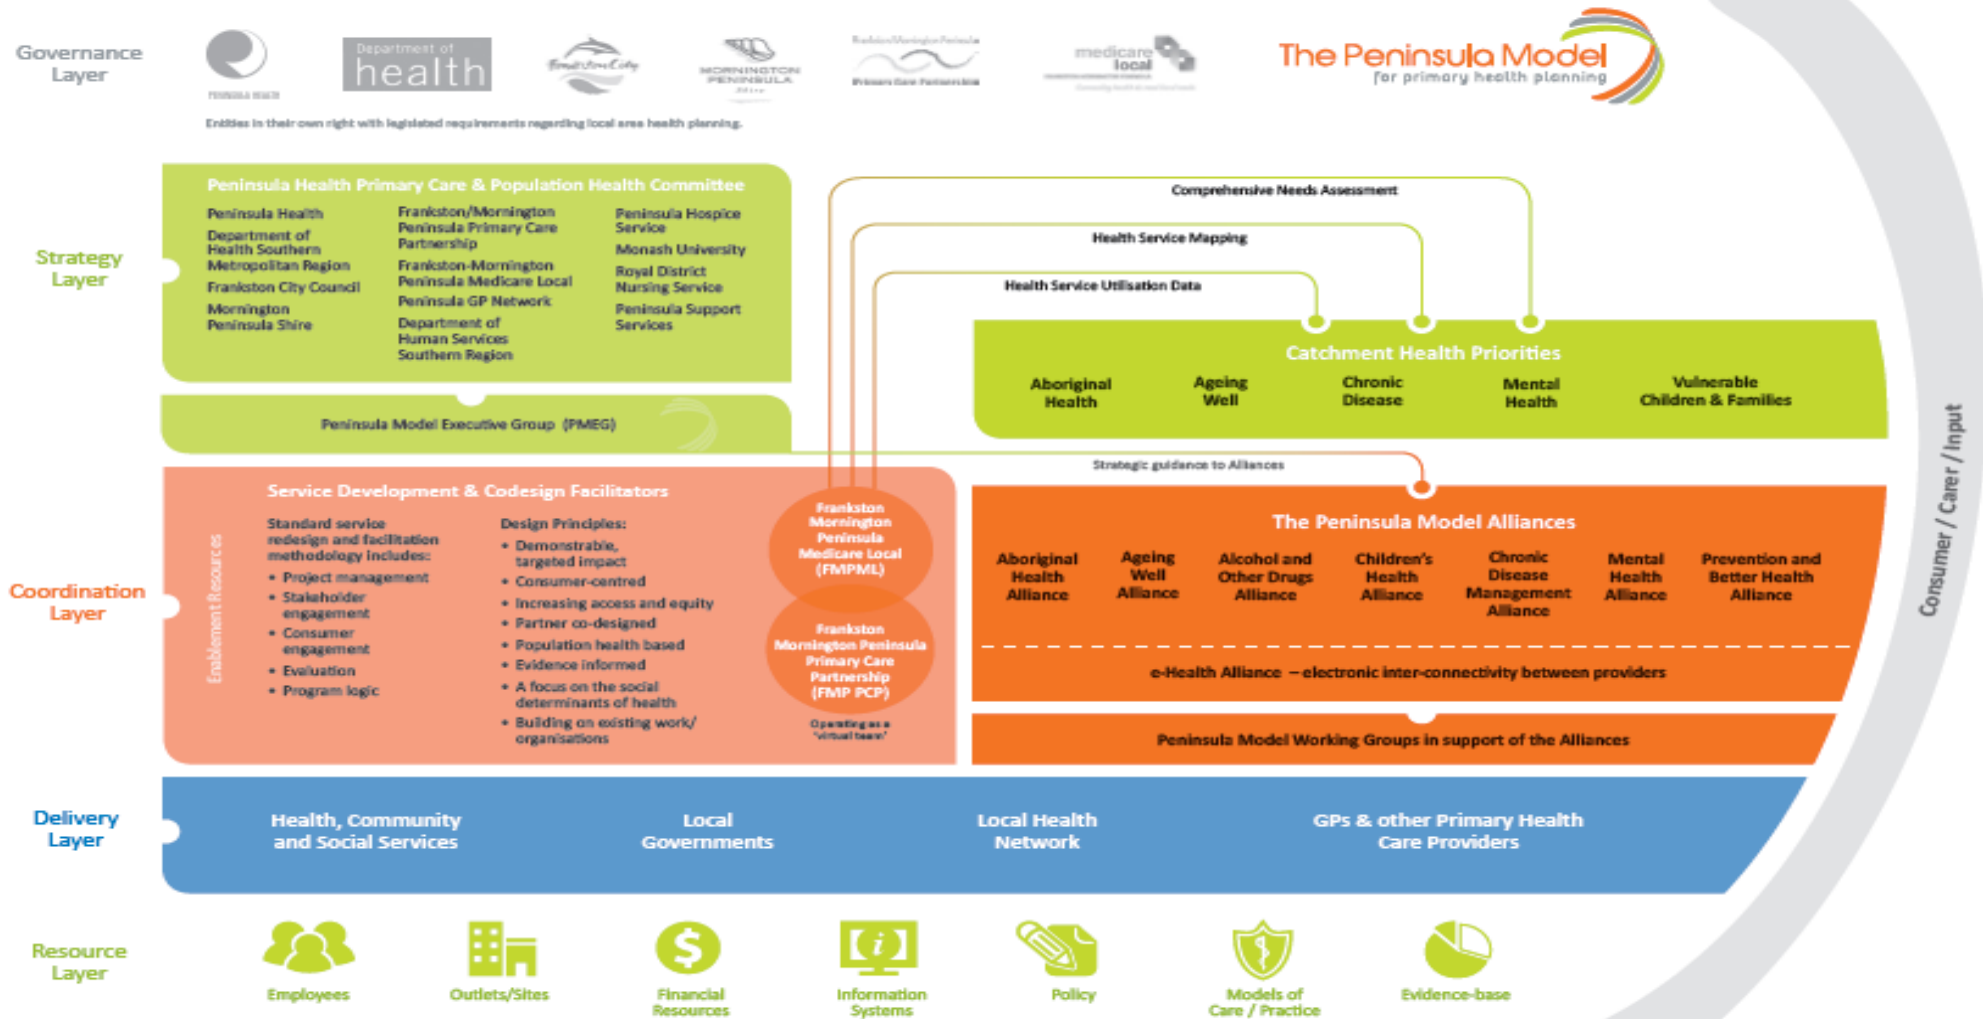 Governance
Layer
PENINSULA HEALTH
Department of
health
Frankston City
MORNINGTON
PENINSULA
Shire
Frankston/Mornington Peninsula
Primary Care Partnership
medicare
local
The Peninsula Model
for primary health planning
Entities in their own right with legislated requirements regarding local area health planning.
Strategy
Layer
Peninsula Health Primary Care & Population Health Committee
Peninsula Health
Department of
Health Southern
Metropolitan Region
Frankston City Council
Mornington
Peninsula Shire
Frankston/Mornington
Peninsula Primary Care
Partnership
Frankston-Mornington
Peninsula Medicare Local
Peninsula GP Network
Department of
Human Services
Southern Region
Peninsula Hospice
Service
Monash University
Royal District
Nursing Service
Peninsula Support
Services
Peninsula Model Executive Group (PMEG)
Comprehensive Needs Assessment
Health Service Mapping
Health Service Utilisation Data
Catchment Health Priorities
Aboriginal
Health
Ageing
Well
Chronic
Disease
Mental
Health
Vulnerable
Children & Families
Strategic guidance to Alliances
Coordination
Layer
Enablement Resources
Service Development & Codesign Facilitators
Standard service
redesign and facilitation
methodology includes:
• Project management
• Stakeholder
engagement
• Consumer
engagement
• Evaluation
• Program logic
Design Principles:
• Demonstrable,
targeted impact
• Consumer-centred
• Increasing access and equity
• Partner co-designed
• Population health based
• Evidence informed
• A focus on the social
determinants of health
• Building on existing work/
organisations
Frankston
Mornington
Peninsula
Medicare Local
(FMPML)
Frankston
Mornington Peninsula
Primary Care
Partnership
(FMP PCP)
Operating as a
'virtual team'
The Peninsula Model Alliances
Aboriginal
Health
Alliance
Ageing
Well
Alliance
Alcohol and
Other Drugs
Alliance
Children's
Health
Alliance
Chronic
Disease
Management
Alliance
Mental
Health
Alliance
Prevention and
Better Health
Alliance
e-Health Alliance – electronic inter-connectivity between providers
Peninsula Model Working Groups in support of the Alliances
Consumer / Carer / Input
Delivery
Layer
Health, Community
and Social Services
Local
Governments
Local Health
Network
GPs & other Primary Health
Care Providers
Resource
Layer
Employees
Outlets/Sites
Financial
Resources
Information
Systems
Policy
Models of
Care / Practice
Evidence-base